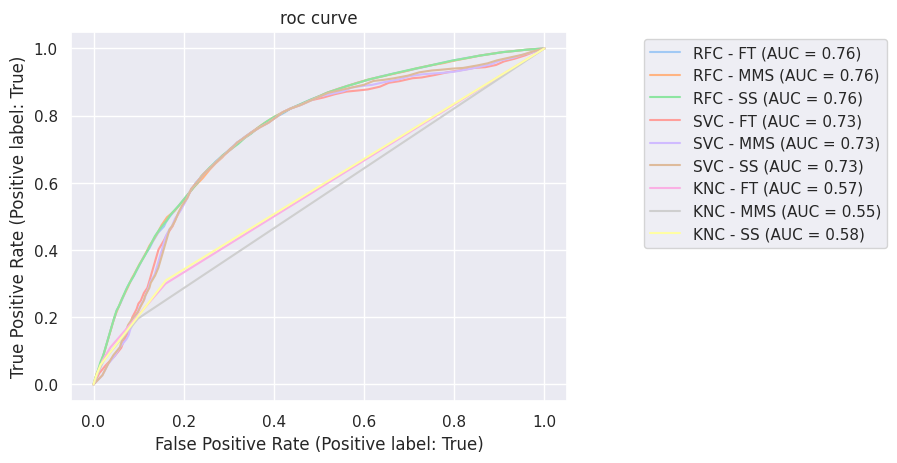 roc curve
1.0
0.8
0.6
0.4
0.2
0.0
True Positive Rate (Positive label: True)
0.0
0.2
0.4
0.6
0.8
1.0
False Positive Rate (Positive label: True)
RFC - FT (AUC = 0.76)
RFC - MMS (AUC = 0.76)
RFC - SS (AUC = 0.76)
SVC - FT (AUC = 0.73)
SVC - MMS (AUC = 0.73)
SVC - SS (AUC = 0.73)
KNC - FT (AUC = 0.57)
KNC - MMS (AUC = 0.55)
KNC - SS (AUC = 0.58)